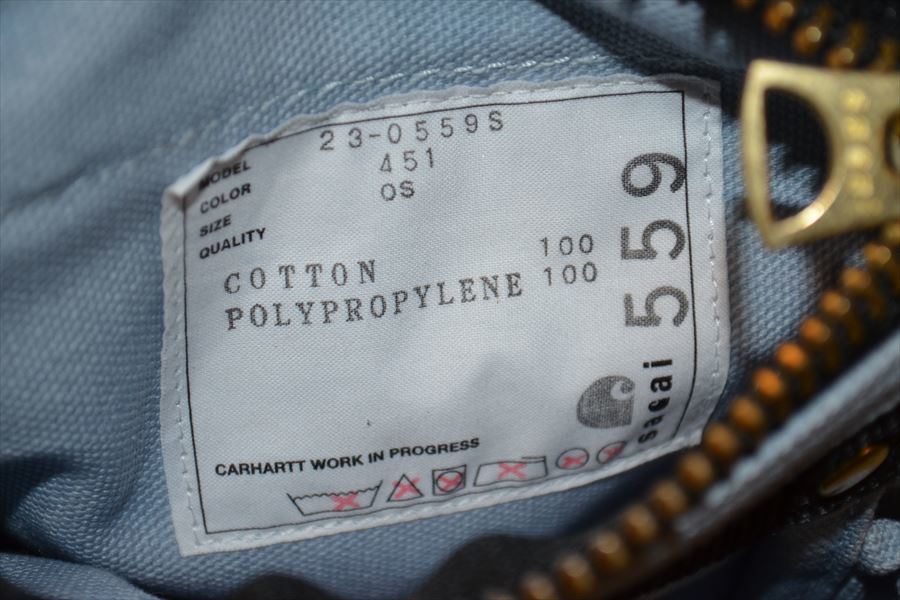 MODEL 23-0559S
COLOR 451
SIZE OS
QUALITY
COTTON 100
POLYPROPYLENE 100
CARHARTT WORK IN PROGRESS
sacai 559